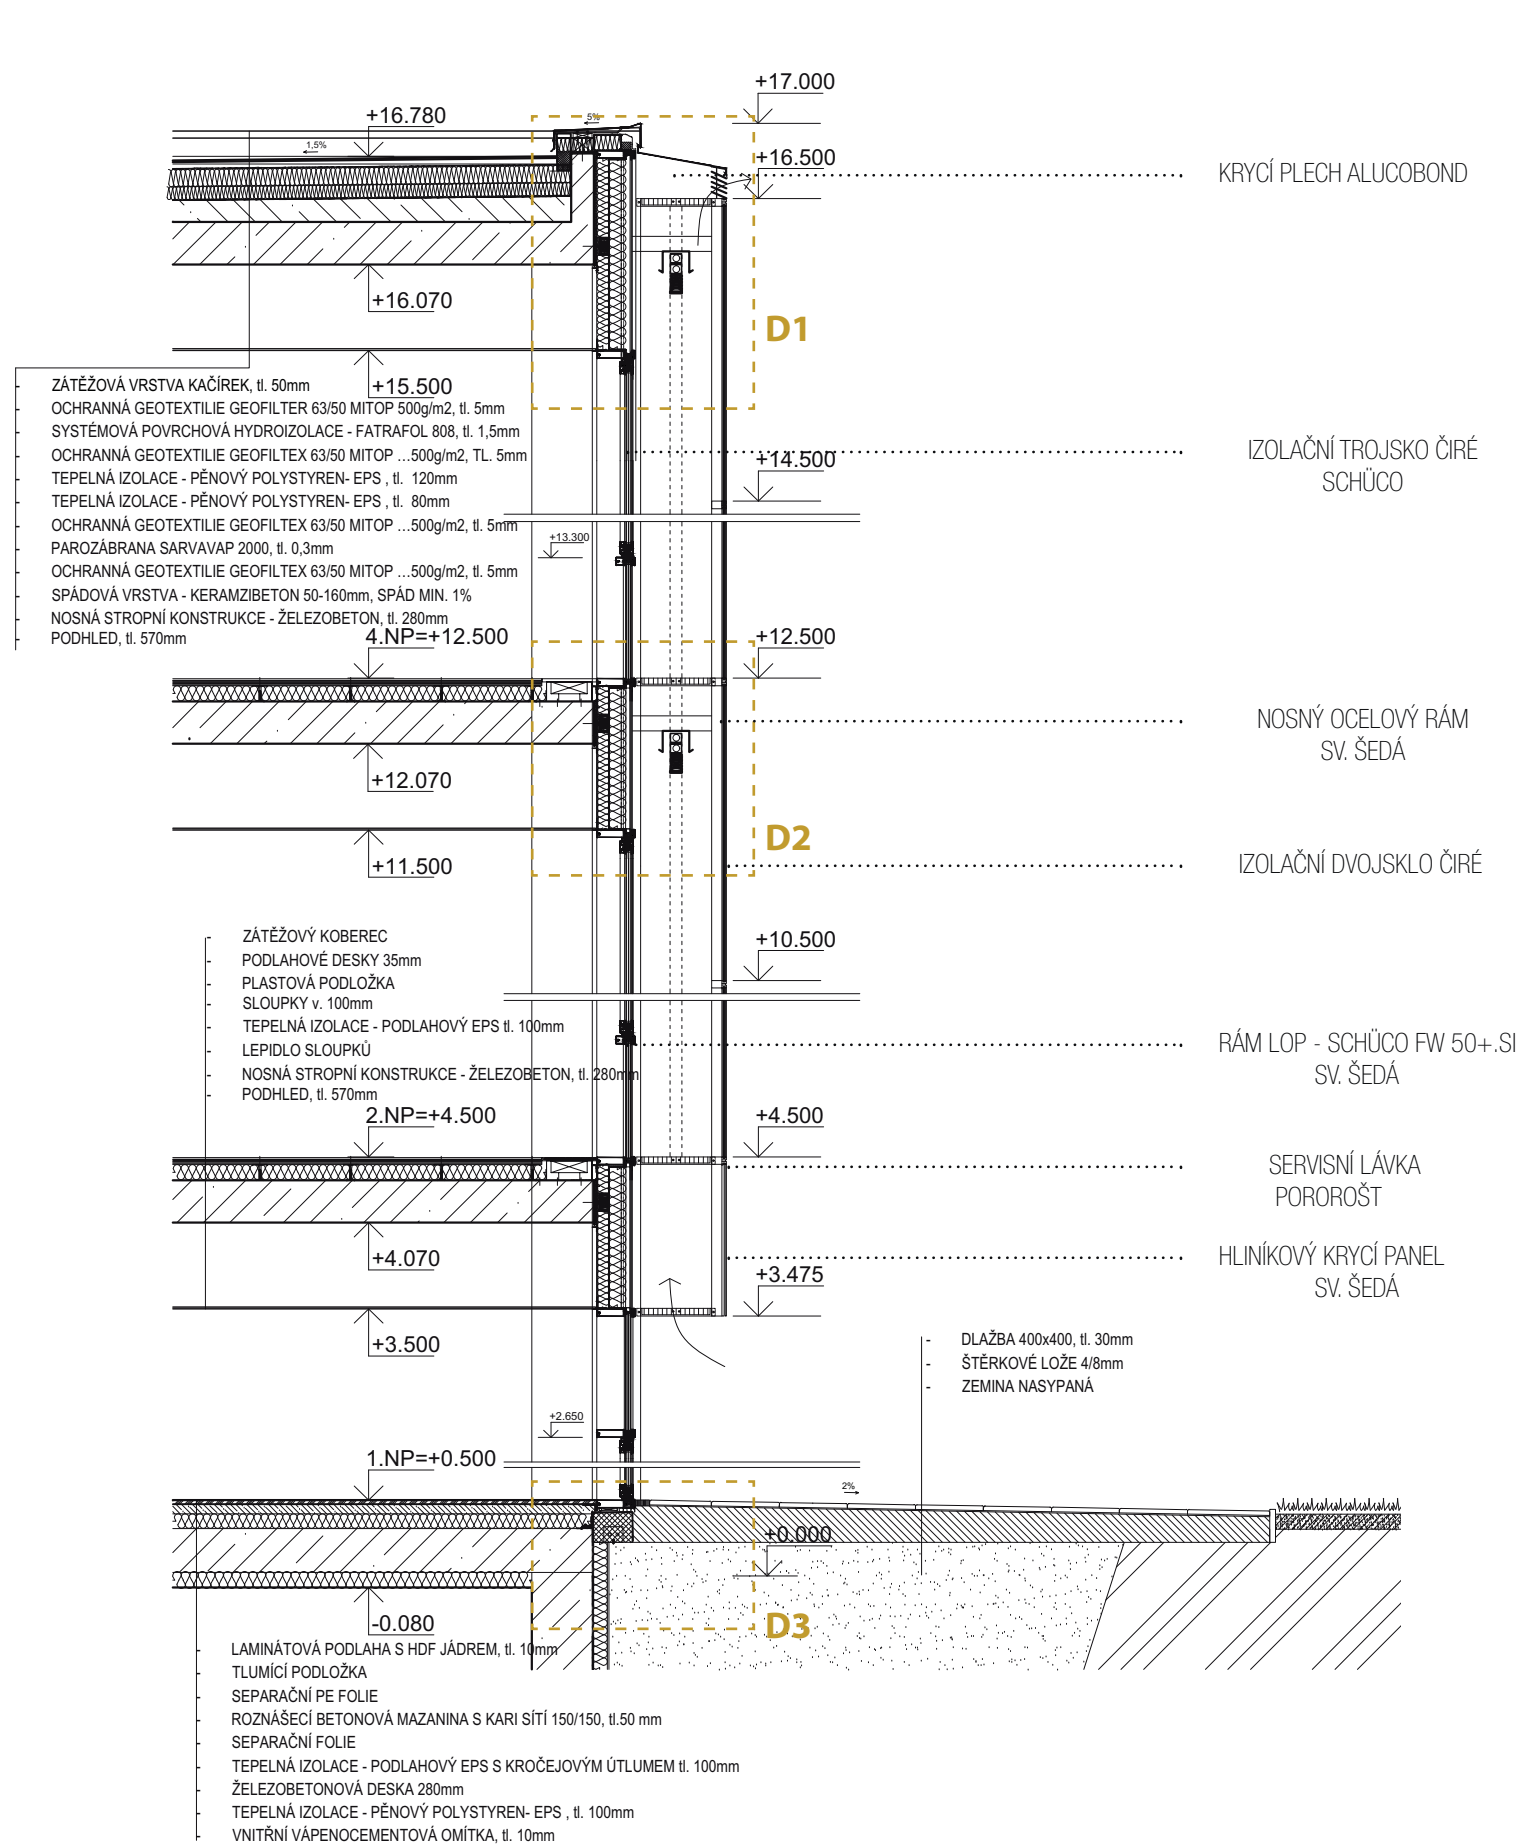 +17.000
+16.780
5%
1,5%
+16.500
KRYCÍ PLECH ALUCOBOND
+16.070
D1
+15.500
- ZÁTĚŽOVÁ VRSTVA KAČÍREK, tl. 50mm
- OCHRANNÁ GEOTEXTILIE GEOFILTER 63/50 MITOP 500g/m2, tl. 5mm
- SYSTÉMOVÁ POVRCHOVÁ HYDROIZOLACE - FATRAFOL 808, tl. 1,5mm
- OCHRANNÁ GEOTEXTILIE GEOFILTEX 63/50 MITOP ...500g/m2, TL. 5mm
- TEPELNÁ IZOLACE - PĚNOVÝ POLYSTYREN- EPS , tl. 120mm
- TEPELNÁ IZOLACE - PĚNOVÝ POLYSTYREN- EPS , tl. 80mm
- OCHRANNÁ GEOTEXTILIE GEOFILTEX 63/50 MITOP ...500g/m2, tl. 5mm
- PAROZÁBRANA SARVAVAP 2000, tl. 0,3mm
- OCHRANNÁ GEOTEXTILIE GEOFILTEX 63/50 MITOP ...500g/m2, tl. 5mm
- SPÁDOVÁ VRSTVA - KERAMZIBETON 50-160mm, SPÁD MIN. 1%
- NOSNÁ STROPNÍ KONSTRUKCE - ŽELEZOBETON, tl. 280mm
- PODHLED, tl. 570mm
+14.500
IZOLAČNÍ TROJSKO ČIRÉ
SCHÜCO
+13.300
4.NP=+12.500
+12.500
NOSNÝ OCELOVÝ RÁM
SV. ŠEDÁ
+12.070
D2
+11.500
IZOLAČNÍ DVOJSKLO ČIRÉ
- ZÁTĚŽOVÝ KOBEREC
- PODLAHOVÉ DESKY 35mm
- PLASTOVÁ PODLOŽKA
- SLOUPKY v. 100mm
- TEPELNÁ IZOLACE - PODLAHOVÝ EPS tl. 100mm
- LEPIDLO SLOUPKŮ
- NOSNÁ STROPNÍ KONSTRUKCE - ŽELEZOBETON, tl. 280mm
- PODHLED, tl. 570mm
+10.500
RÁM LOP - SCHÜCO FW 50+.SI
SV. ŠEDÁ
2.NP=+4.500
+4.500
SERVISNÍ LÁVKA
POROROŠT
+4.070
HLINÍKOVÝ KRYCÍ PANEL
SV. ŠEDÁ
+3.475
+3.500
- DLAŽBA 400x400, tl. 30mm
- ŠTĚRKOVÉ LOŽE 4/8mm
- ZEMINA NASYPANÁ
+2.650
1.NP=+0.500
2%
+0.000
-0.080
D3
- LAMINÁTOVÁ PODLAHA S HDF JÁDREM, tl. 10mm
- TLUMÍCÍ PODLOŽKA
- SEPARAČNÍ PE FOLIE
- ROZNÁŠECÍ BETONOVÁ MAZANINA S KARI SÍTÍ 150/150, tl.50 mm
- SEPARAČNÍ FOLIE
- TEPELNÁ IZOLACE - PODLAHOVÝ EPS S KROČEJOVÝM ÚTLUMEM tl. 100mm
- ŽELEZOBETONOVÁ DESKA 280mm
- TEPELNÁ IZOLACE - PĚNOVÝ POLYSTYREN- EPS , tl. 100mm
- VNITŘNÍ VÁPENOCEMENTOVÁ OMÍTKA, tl. 10mm